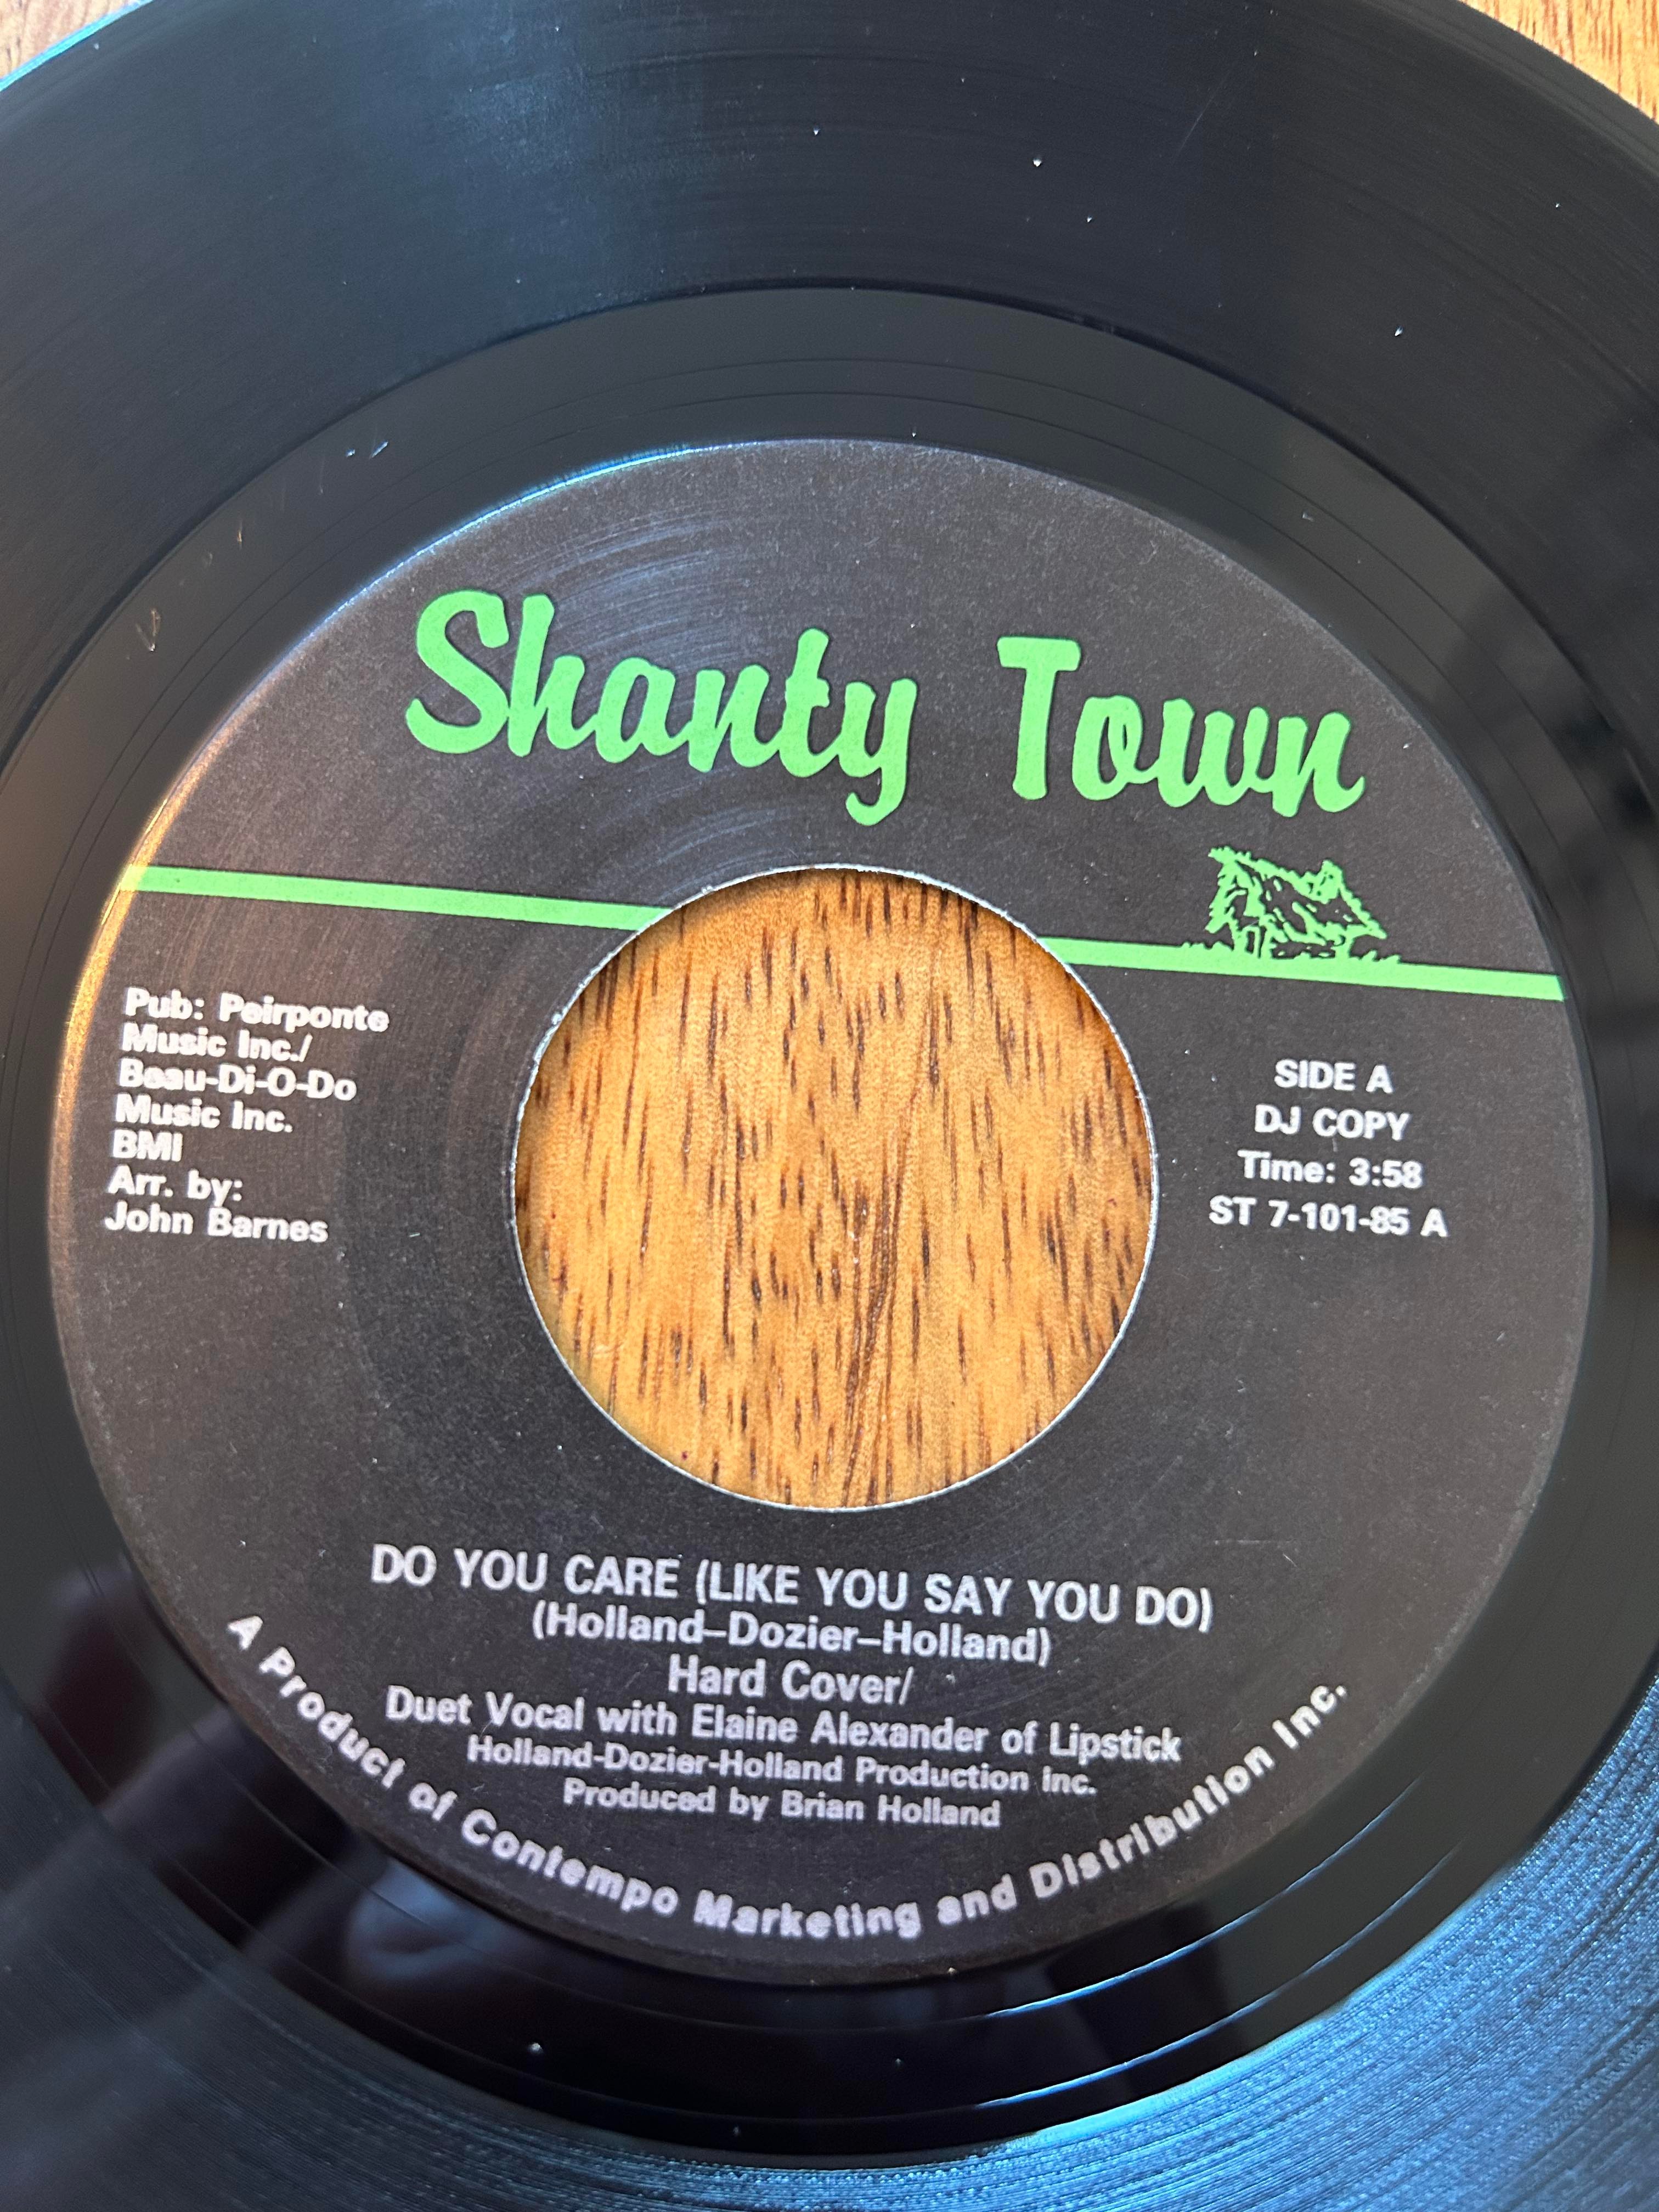 Shanty Town
Pub: Peirponte
Music Inc./
Beau-Di-O-Do
Music Inc.
BMI
Arr. by:
John Barnes
SIDE A
DJ COPY
Time: 3:58
ST 7-101-85 A
DO YOU CARE (LIKE YOU SAY YOU DO)
(Holland–Dozier–Holland)
Hard Cover/
Duet Vocal with Elaine Alexander of Lipstick
Holland-Dozier-Holland Production Inc.
Produced by Brian Holland
A Product of Contempo Marketing and Distribution Inc.